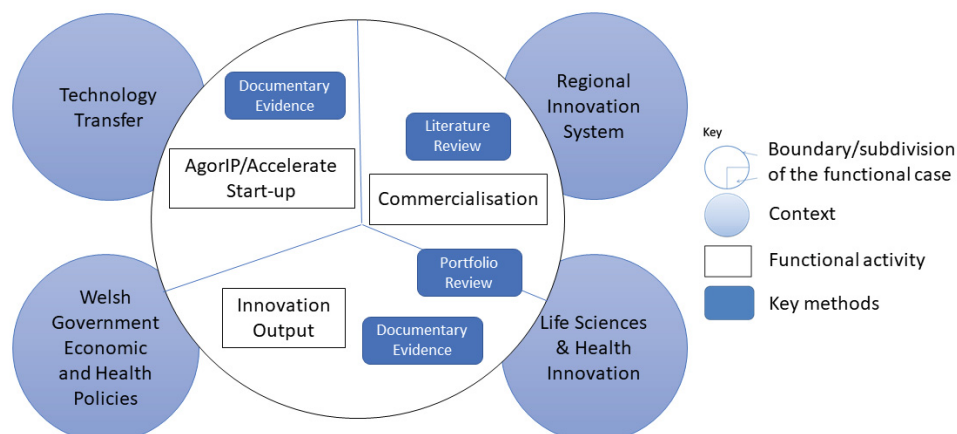 Technology
Transfer
Documentary
Evidence
AgorIP/Accelerate
Start-up
Literature
Review
Commercialisation
Regional
Innovation
System
Welsh
Government
Economic
and Health
Policies
Innovation
Output
Portfolio
Review
Documentary
Evidence
Life Sciences
& Health
Innovation
Key
Boundary/subdivision
of the functional case
Context
Functional activity
Key methods